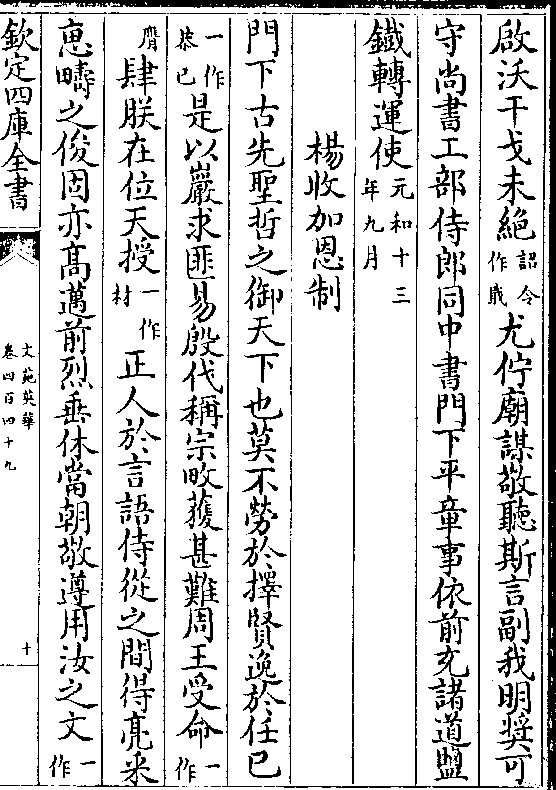 啟沃干戈未絕詔令作戢尤佇廟謀敬聽斯言副我明獎可
守尚書工部侍郎同中書門下平章事依前充諸道鹽
鐵轉運使元和十三年九月
楊收加恩制
門下古先聖哲之御天下也莫不勞於擇賢逸於任已
一作恭已是以嚴求匪易殷代稱宗畋獲甚難周王受命一作
膺肆朕在位天授一作材正人於言語侍從之間得亮采
惠疇之俊固亦高邁前烈垂休當朝敬遵用汝之文一作
欽定四庫全書
文苑英華
卷四百四十九
十